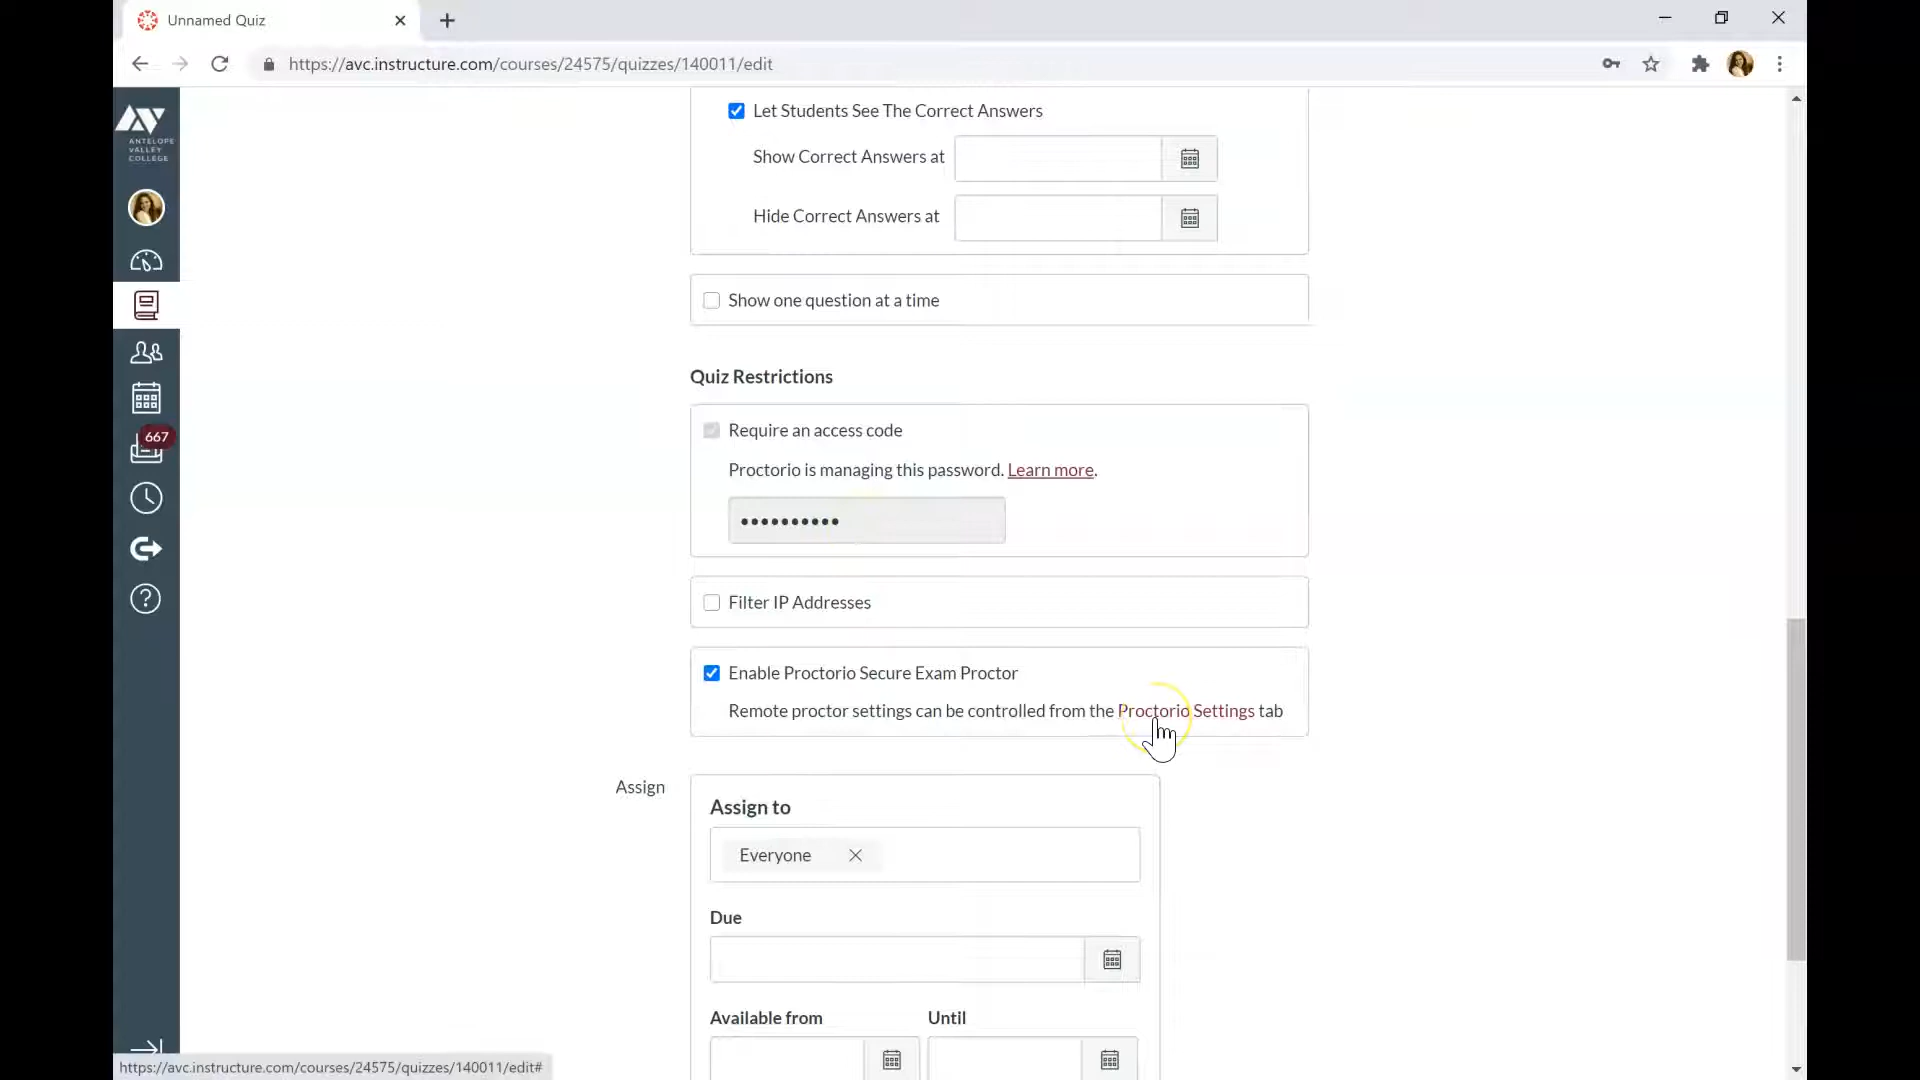 Unnamed Quiz
https://avc.instructure.com/courses/24575/quizzes/140011/edit
ANTELOPE
VALLEY
COLLEGE
667
Let Students See The Correct Answers
Show Correct Answers at
Hide Correct Answers at
Show one question at a time
Quiz Restrictions
Require an access code
Proctorio is managing this password. Learn more.
Filter IP Addresses
Enable Proctorio Secure Exam Proctor
Remote proctor settings can be controlled from the Proctorio Settings tab
Assign
Assign to
Everyone
Due
Available from Until
https://avc.instructure.com/courses/24575/quizzes/140011/edit#